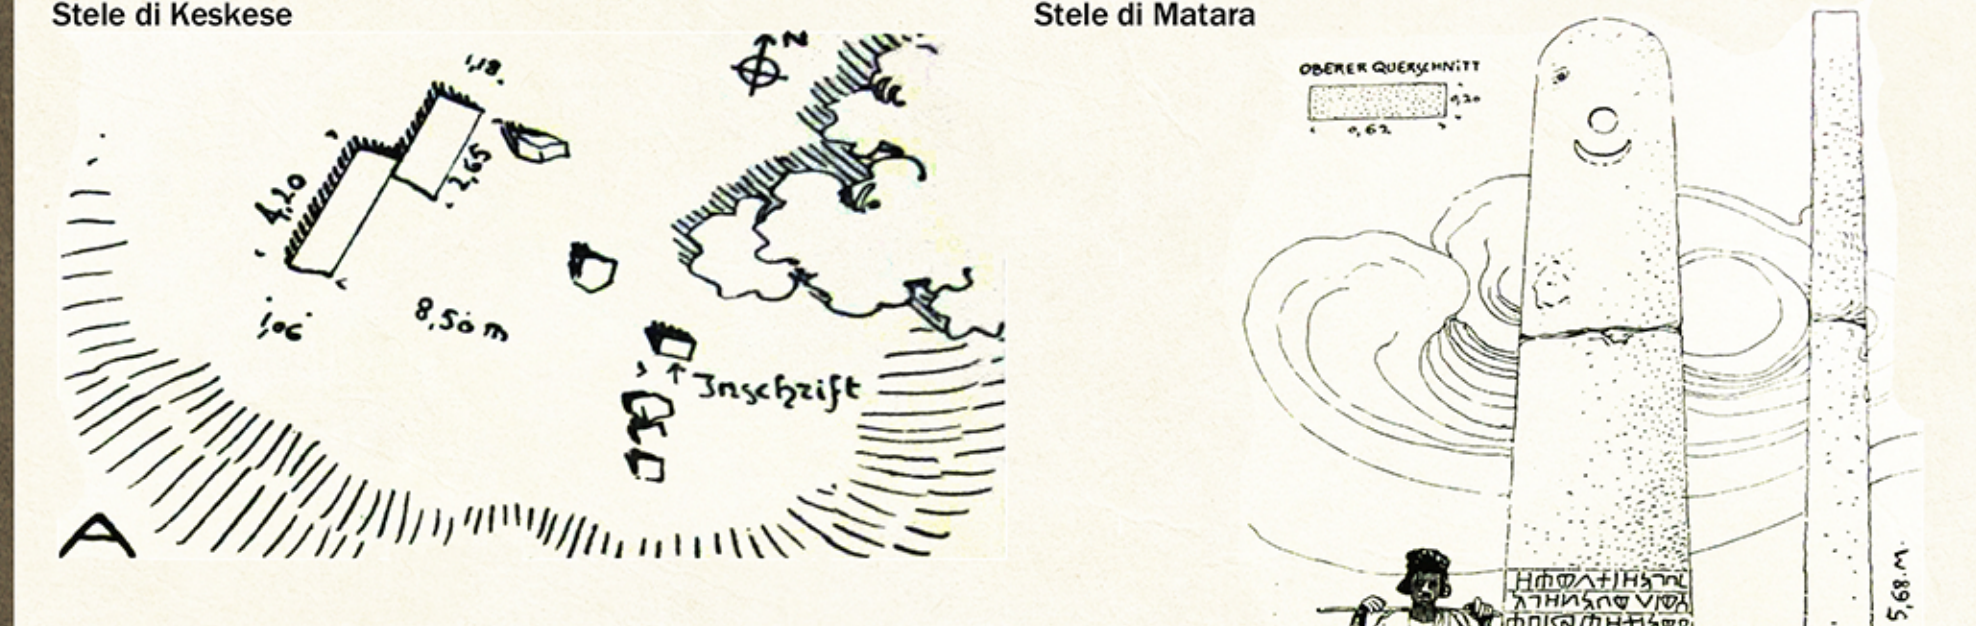 Stele di Keskese
Stele di Matara
N
1,18
2,65
4,20
1,06
8,50 m
Inschrift
A
OBERER QUERSCHNITT
0,20
0,62
5,68.M.